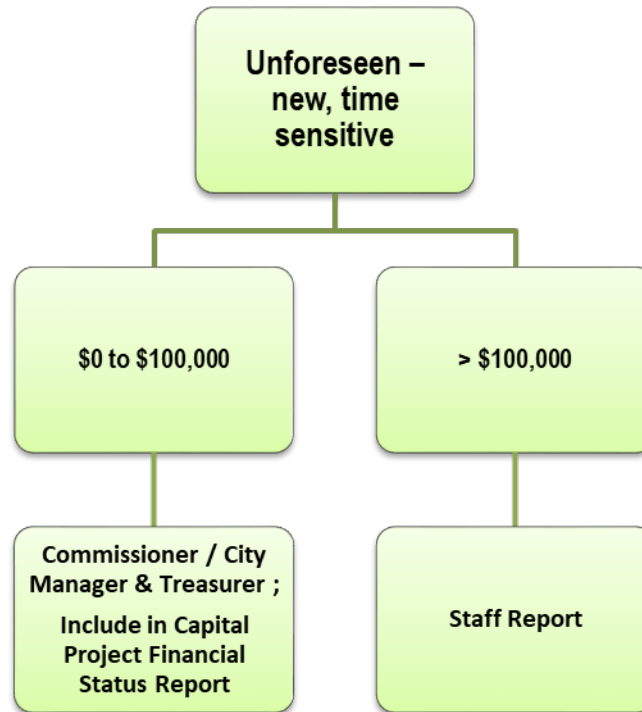 Unforeseen –
new, time
sensitive
$0 to $100,000
> $100,000
Commissioner / City
Manager & Treasurer ;
Include in Capital
Project Financial
Status Report
Staff Report